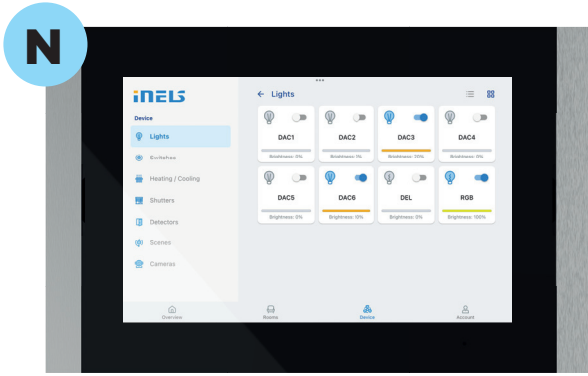 N
iNELS
Device
Lights
Switches
Heating / Cooling
Shutters
Detectors
Scenes
Cameras
← Lights
DAC1
DAC2
DAC3
DAC4
Brightness: 0%
Brightness: 1%
Brightness: 20%
Brightness: 0%
DAC5
DAC6
DEL
RGB
Brightness: 0%
Brightness: 10%
Brightness: 0%
Brightness: 100%
Overview
Rooms
Device
Account